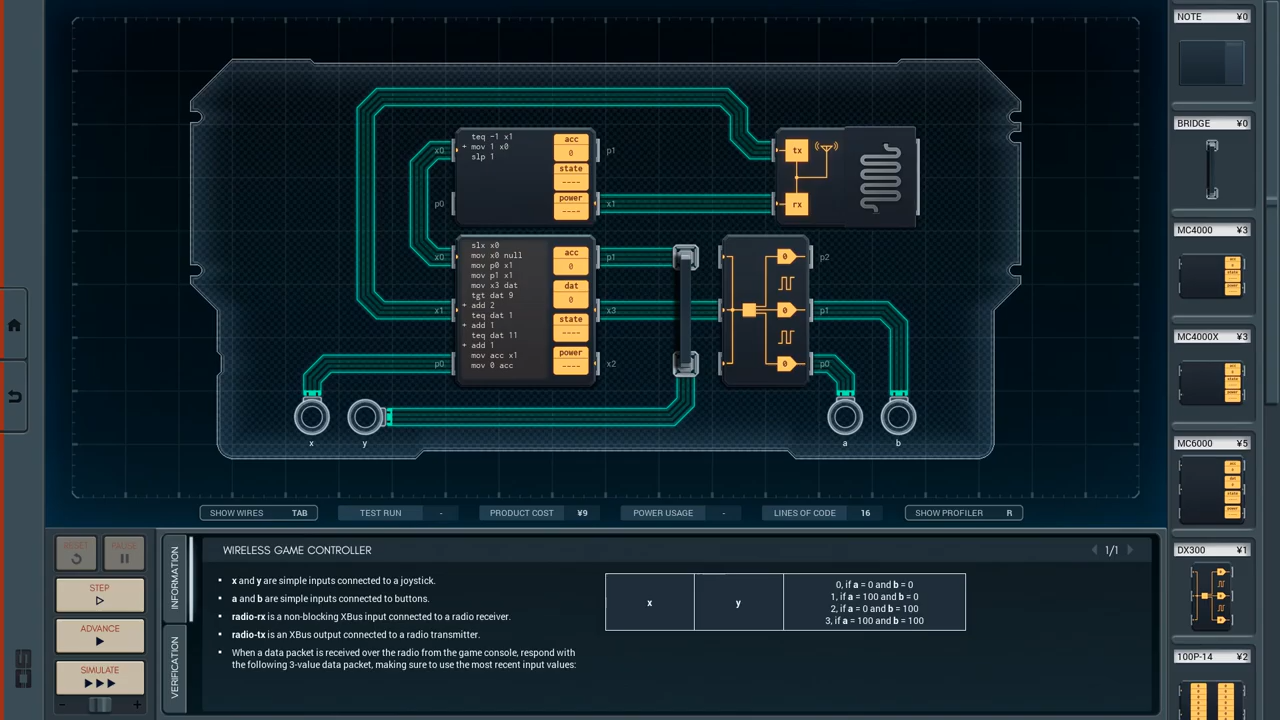 NOTE ¥0
BRIDGE ¥0
MC4000 ¥3
MC4000X ¥3
MC6000 ¥5
DX300 ¥1
100P-14 ¥2
teq -1 x1
+ mov 1 x0
slp 1
acc
0
state
----
power
----
x0
p0
p1
x1
tx
rx
slx x0
mov x0 null
mov p0 x1
mov p1 x1
mov x3 dat
tgt dat 9
+ add 2
teq dat 1
+ add 1
teq dat 11
+ add 1
mov acc x1
mov 0 acc
acc
0
dat
0
state
----
power
----
x0
x1
p0
p1
x3
x2
0
0
0
p2
p1
p0
x
y
a
b
SHOW WIRES TAB
TEST RUN -
PRODUCT COST ¥9
POWER USAGE -
LINES OF CODE 16
SHOW PROFILER R
RESET
PAUSE
STEP
ADVANCE
SIMULATE
- +
INFORMATION
VERIFICATION
WIRELESS GAME CONTROLLER
1/1
x and y are simple inputs connected to a joystick.
a and b are simple inputs connected to buttons.
radio-rx is a non-blocking XBus input connected to a radio receiver.
radio-tx is an XBus output connected to a radio transmitter.
When a data packet is received over the radio from the game console, respond with
the following 3-value data packet, making sure to use the most recent input values:
x
y
0, if a = 0 and b = 0
1, if a = 100 and b = 0
2, if a = 0 and b = 100
3, if a = 100 and b = 100